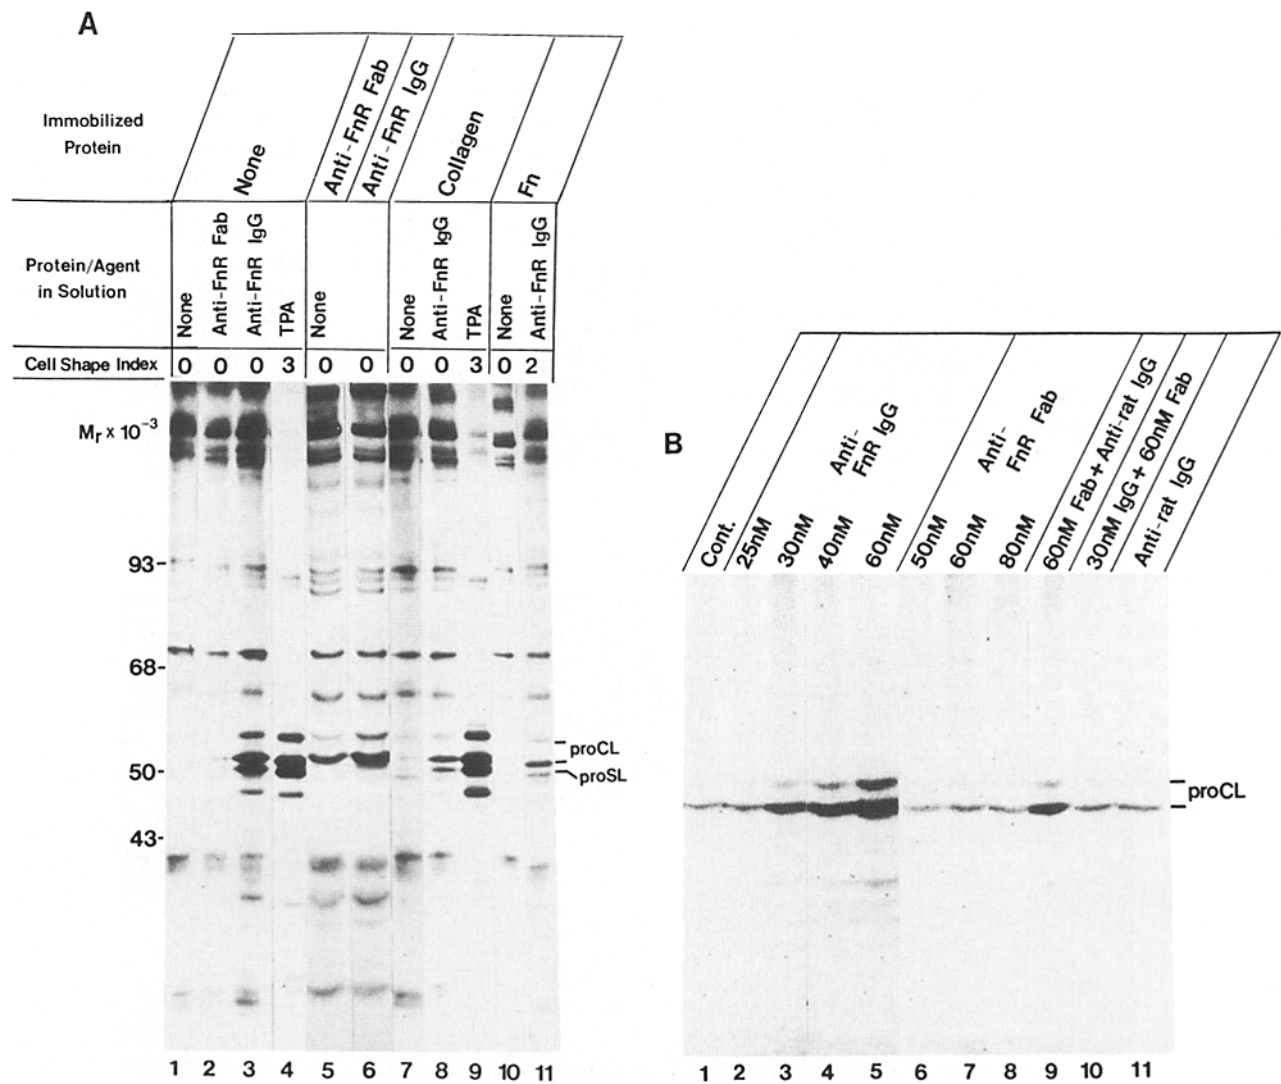 A
Immobilized
Protein
None
Anti-FnR Fab
Anti-FnR IgG
Collagen
Fn
Protein/Agent
in Solution
None
Anti-FnR Fab
Anti-FnR IgG
TPA
None
None
Anti-FnR IgG
TPA
None
Anti-FnR IgG
Cell Shape Index 0 0 0 3 0 0 0 0 3 0 2
Mr x 10-3
93-
68-
50-
43-
proCL
proSL
1 2 3 4 5 6 7 8 9 10 11
B
Anti-
FnR IgG
Anti-
FnR Fab
Cont.
25nM
30nM
40nM
60nM
50nM
60nM
80nM
60nM Fab + Anti-rat IgG
30nM IgG + 60nM Fab
Anti-rat IgG
proCL
1 2 3 4 5 6 7 8 9 10 11